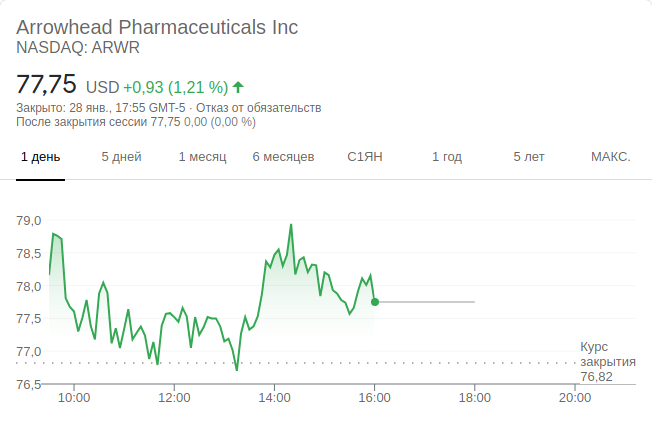 Arrowhead Pharmaceuticals Inc
NASDAQ: ARWR
77,75 USD +0,93 (1,21 %)
Закрыто: 28 янв., 17:55 GMT-5 · Отказ от обязательств
После закрытия сессии 77,75 0,00 (0,00 %)
1 день 5 дней 1 месяц 6 месяцев С1ЯН 1 год 5 лет МАКС.
79,0
78,5
78,0
77,5
77,0
76,5
Курс
закрытия
76,82
10:00 12:00 14:00 16:00 18:00 20:00